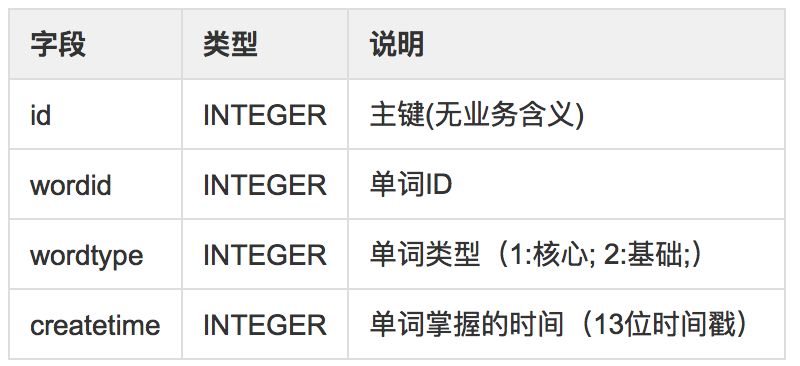 字段 类型 说明
id INTEGER 主键(无业务含义)
wordid INTEGER 单词ID
wordtype INTEGER 单词类型（1:核心; 2:基础;）
createtime INTEGER 单词掌握的时间（13位时间戳）